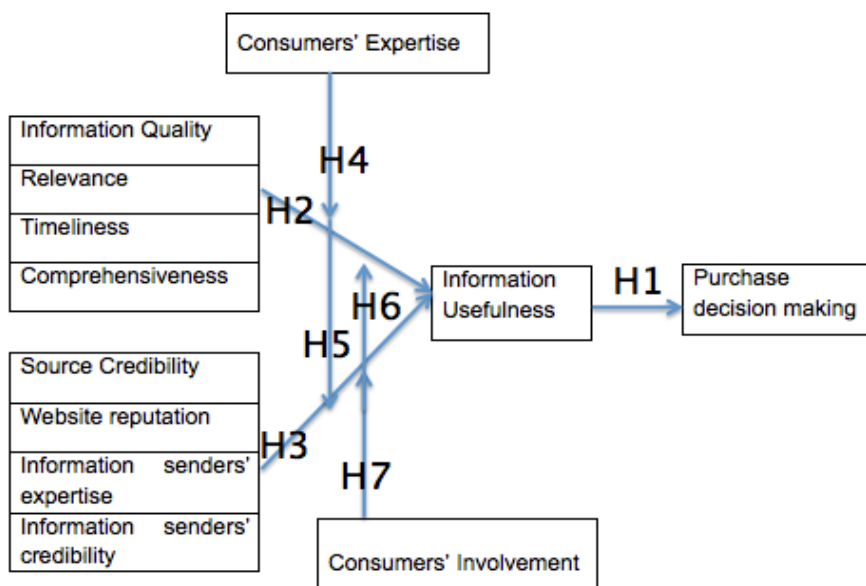 Consumers’ Expertise
Information Quality
Relevance
Timeliness
Comprehensiveness
H4
H2
Information
Usefulness
H1
Purchase
decision making
H6
H5
Source Credibility
Website reputation
Information senders’
expertise
Information senders’
credibility
H3
H7
Consumers’ Involvement